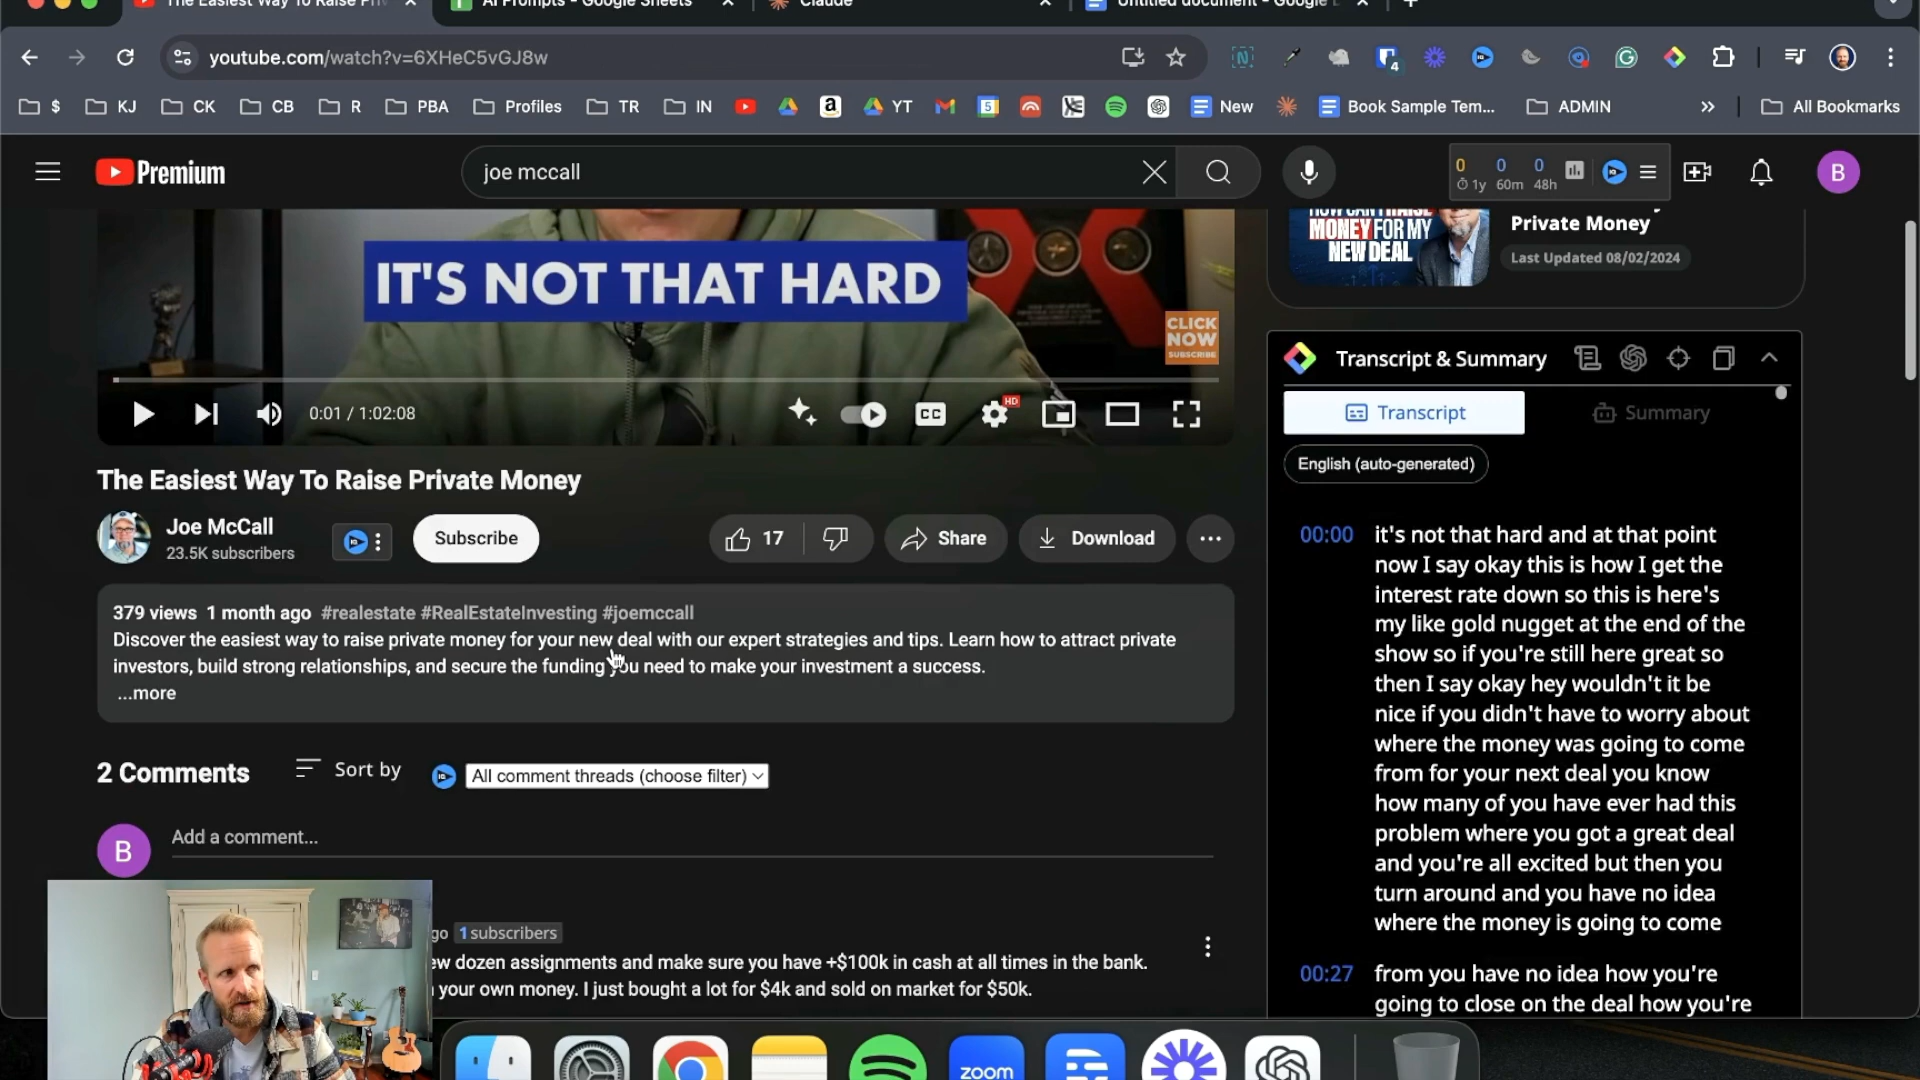 The Easiest Way To Raise
AI Prompts - Google Sheets
Claude
Untitled document - Google
youtube.com/watch?v=6XHeC5vGJ8w
4
$
KJ
CK
CB
R
PBA
Profiles
TR
IN
YT
5
New
Book Sample Tem...
ADMIN
All Bookmarks
Premium
joe mccall
0 0 0
1y 60m 48h
B
MONEY FOR MY
NEW DEAL
Private Money
Last Updated 08/02/2024
IT'S NOT THAT HARD
CLICK
NOW
SUBSCRIBE
0:01 / 1:02:08
CC
HD
Transcript & Summary
Transcript
Summary
English (auto-generated)
The Easiest Way To Raise Private Money
Joe McCall
23.5K subscribers
Subscribe
17
Share
Download
379 views 1 month ago #realestate #RealEstateInvesting #joemccall
Discover the easiest way to raise private money for your new deal with our expert strategies and tips. Learn how to attract private
investors, build strong relationships, and secure the funding you need to make your investment a success.
...more
2 Comments
Sort by
All comment threads (choose filter)
B
Add a comment...
go 1 subscribers
dozen assignments and make sure you have +$100k in cash at all times in the bank.
your own money. I just bought a lot for $4k and sold on market for $50k.
00:00 it's not that hard and at that point
now I say okay this is how I get the
interest rate down so this is here's
my like gold nugget at the end of the
show so if you're still here great so
then I say okay hey wouldn't it be
nice if you didn't have to worry about
where the money was going to come
from for your next deal you know
how many of you have ever had this
problem where you got a great deal
and you're all excited but then you
turn around and you have no idea
where the money is going to come
00:27 from you have no idea how you're
going to close on the deal how you're
zoom